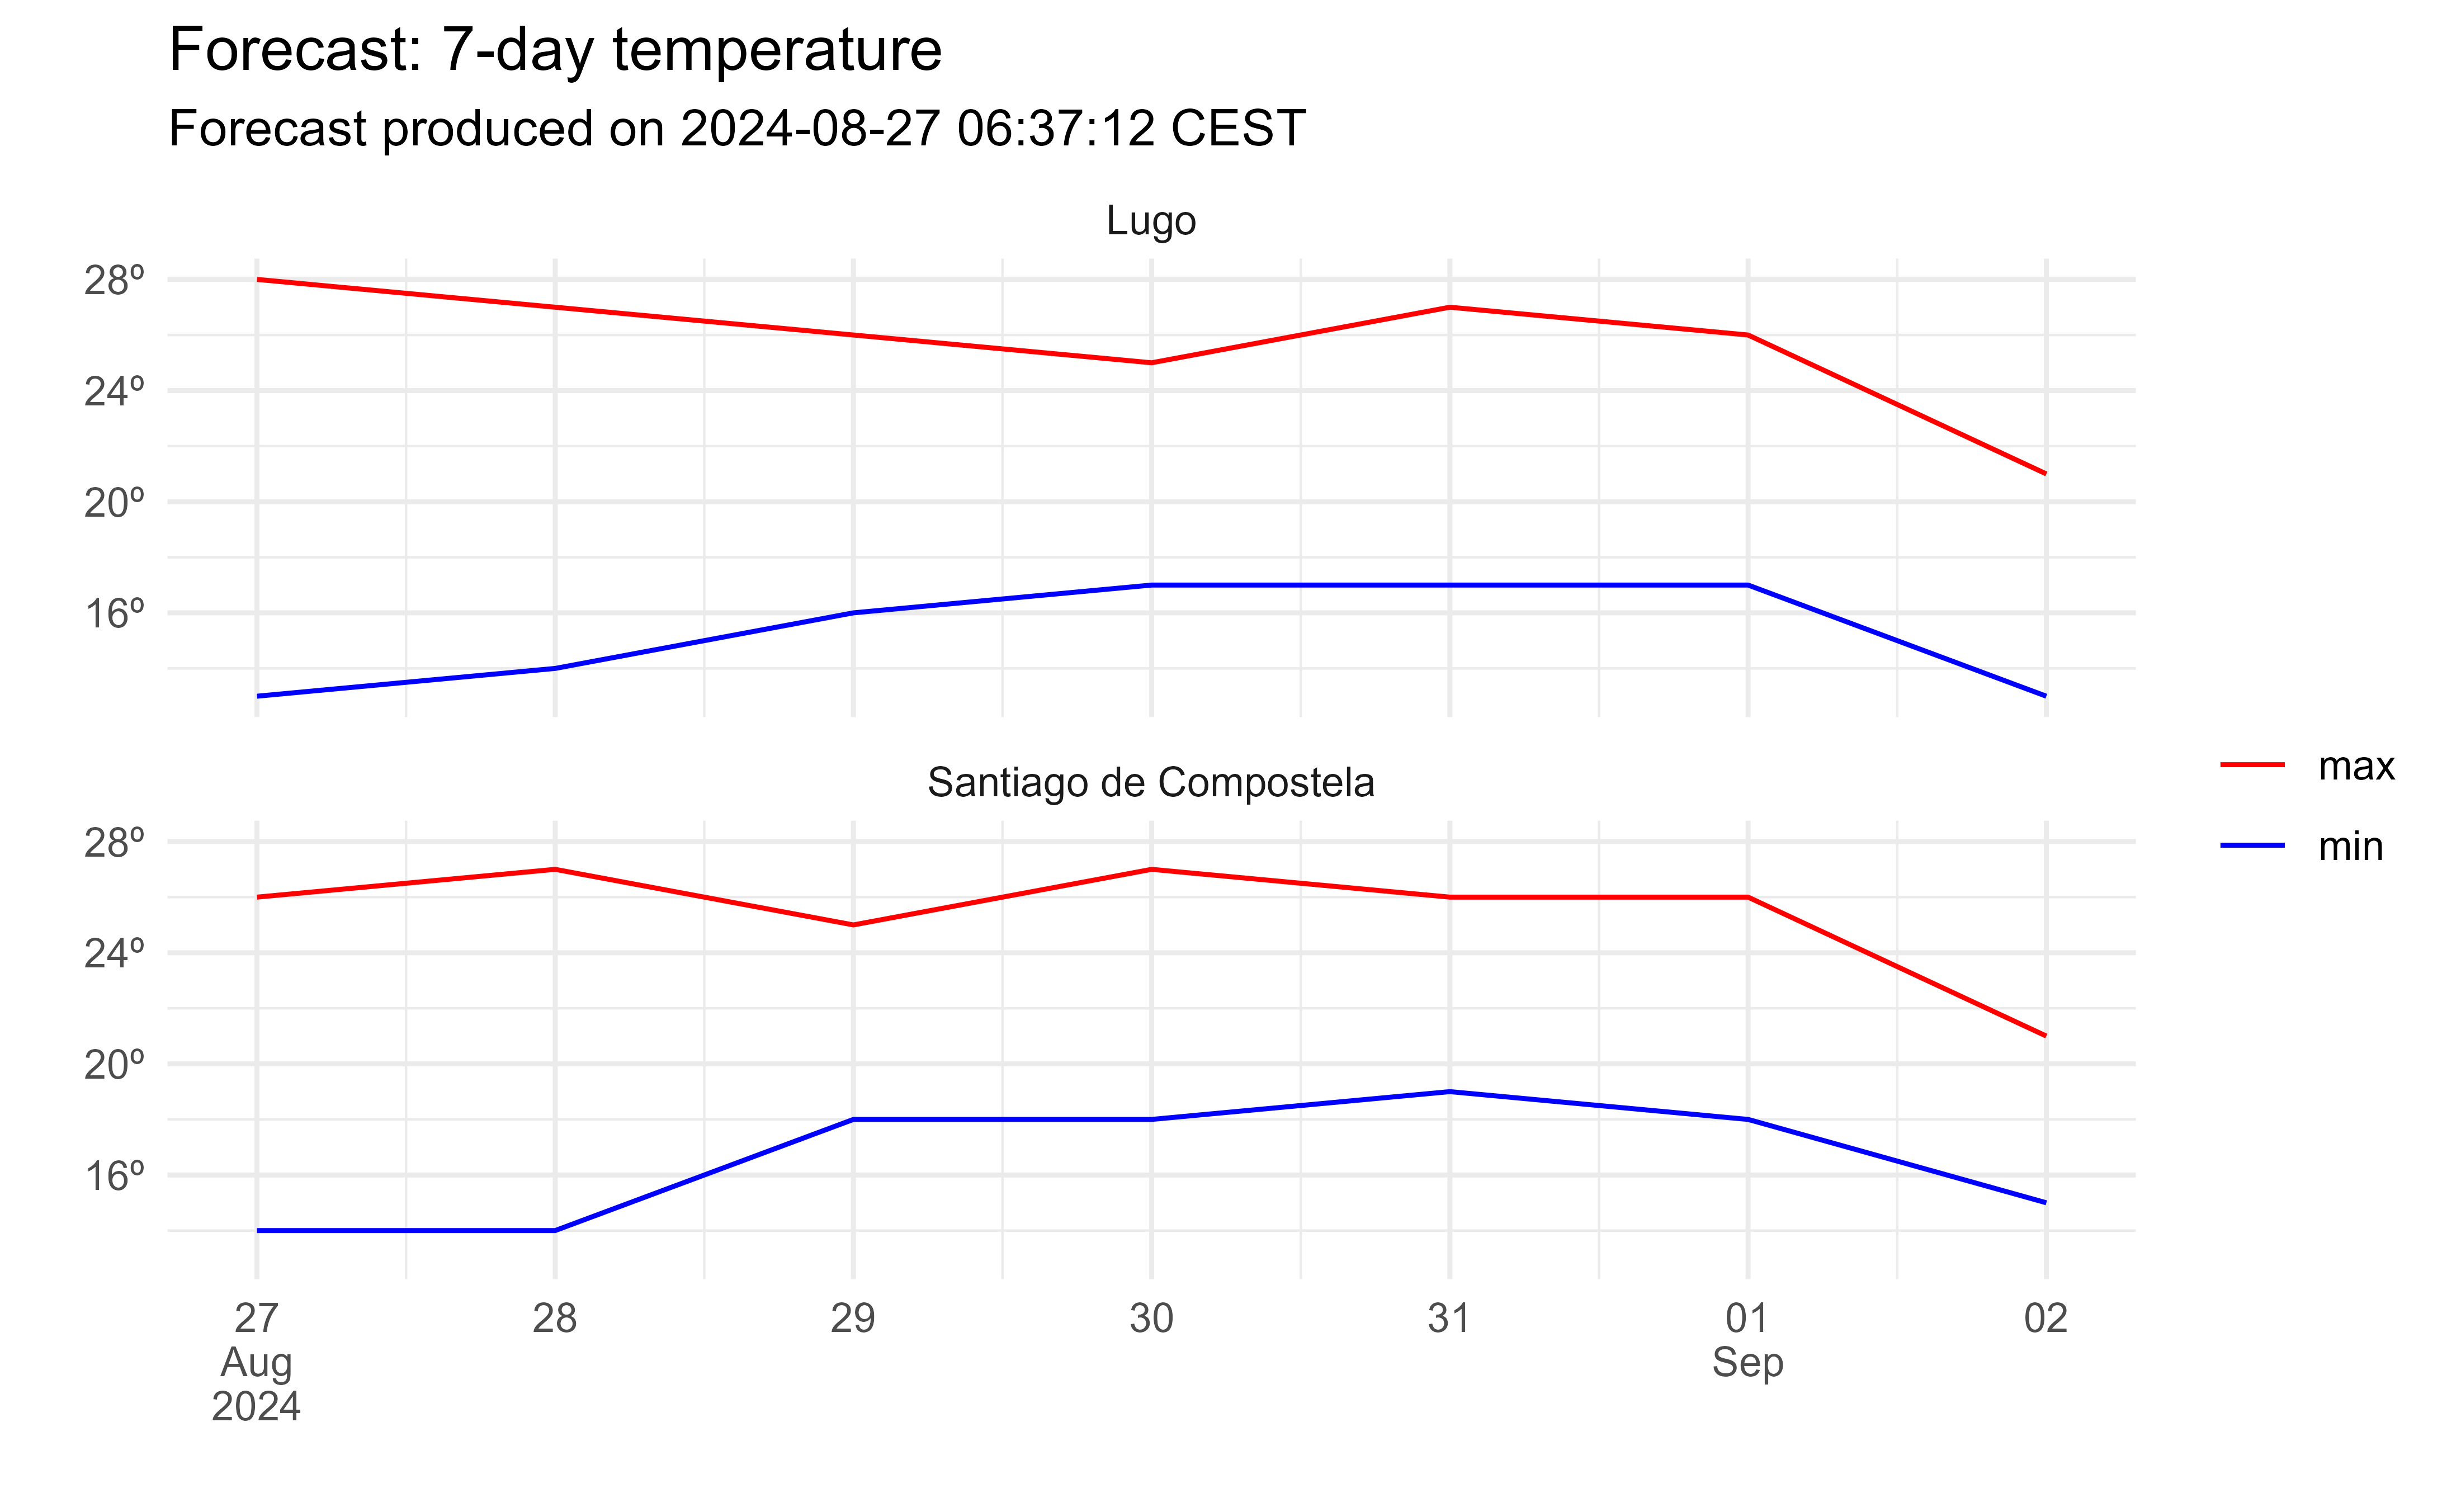 Forecast: 7-day temperature
Forecast produced on 2024-08-27 06:37:12 CEST
Lugo
28º
24º
20º
16º
Santiago de Compostela
28º
24º
20º
16º
max
min
27 28 29 30 31 01 02
Aug Sep
2024